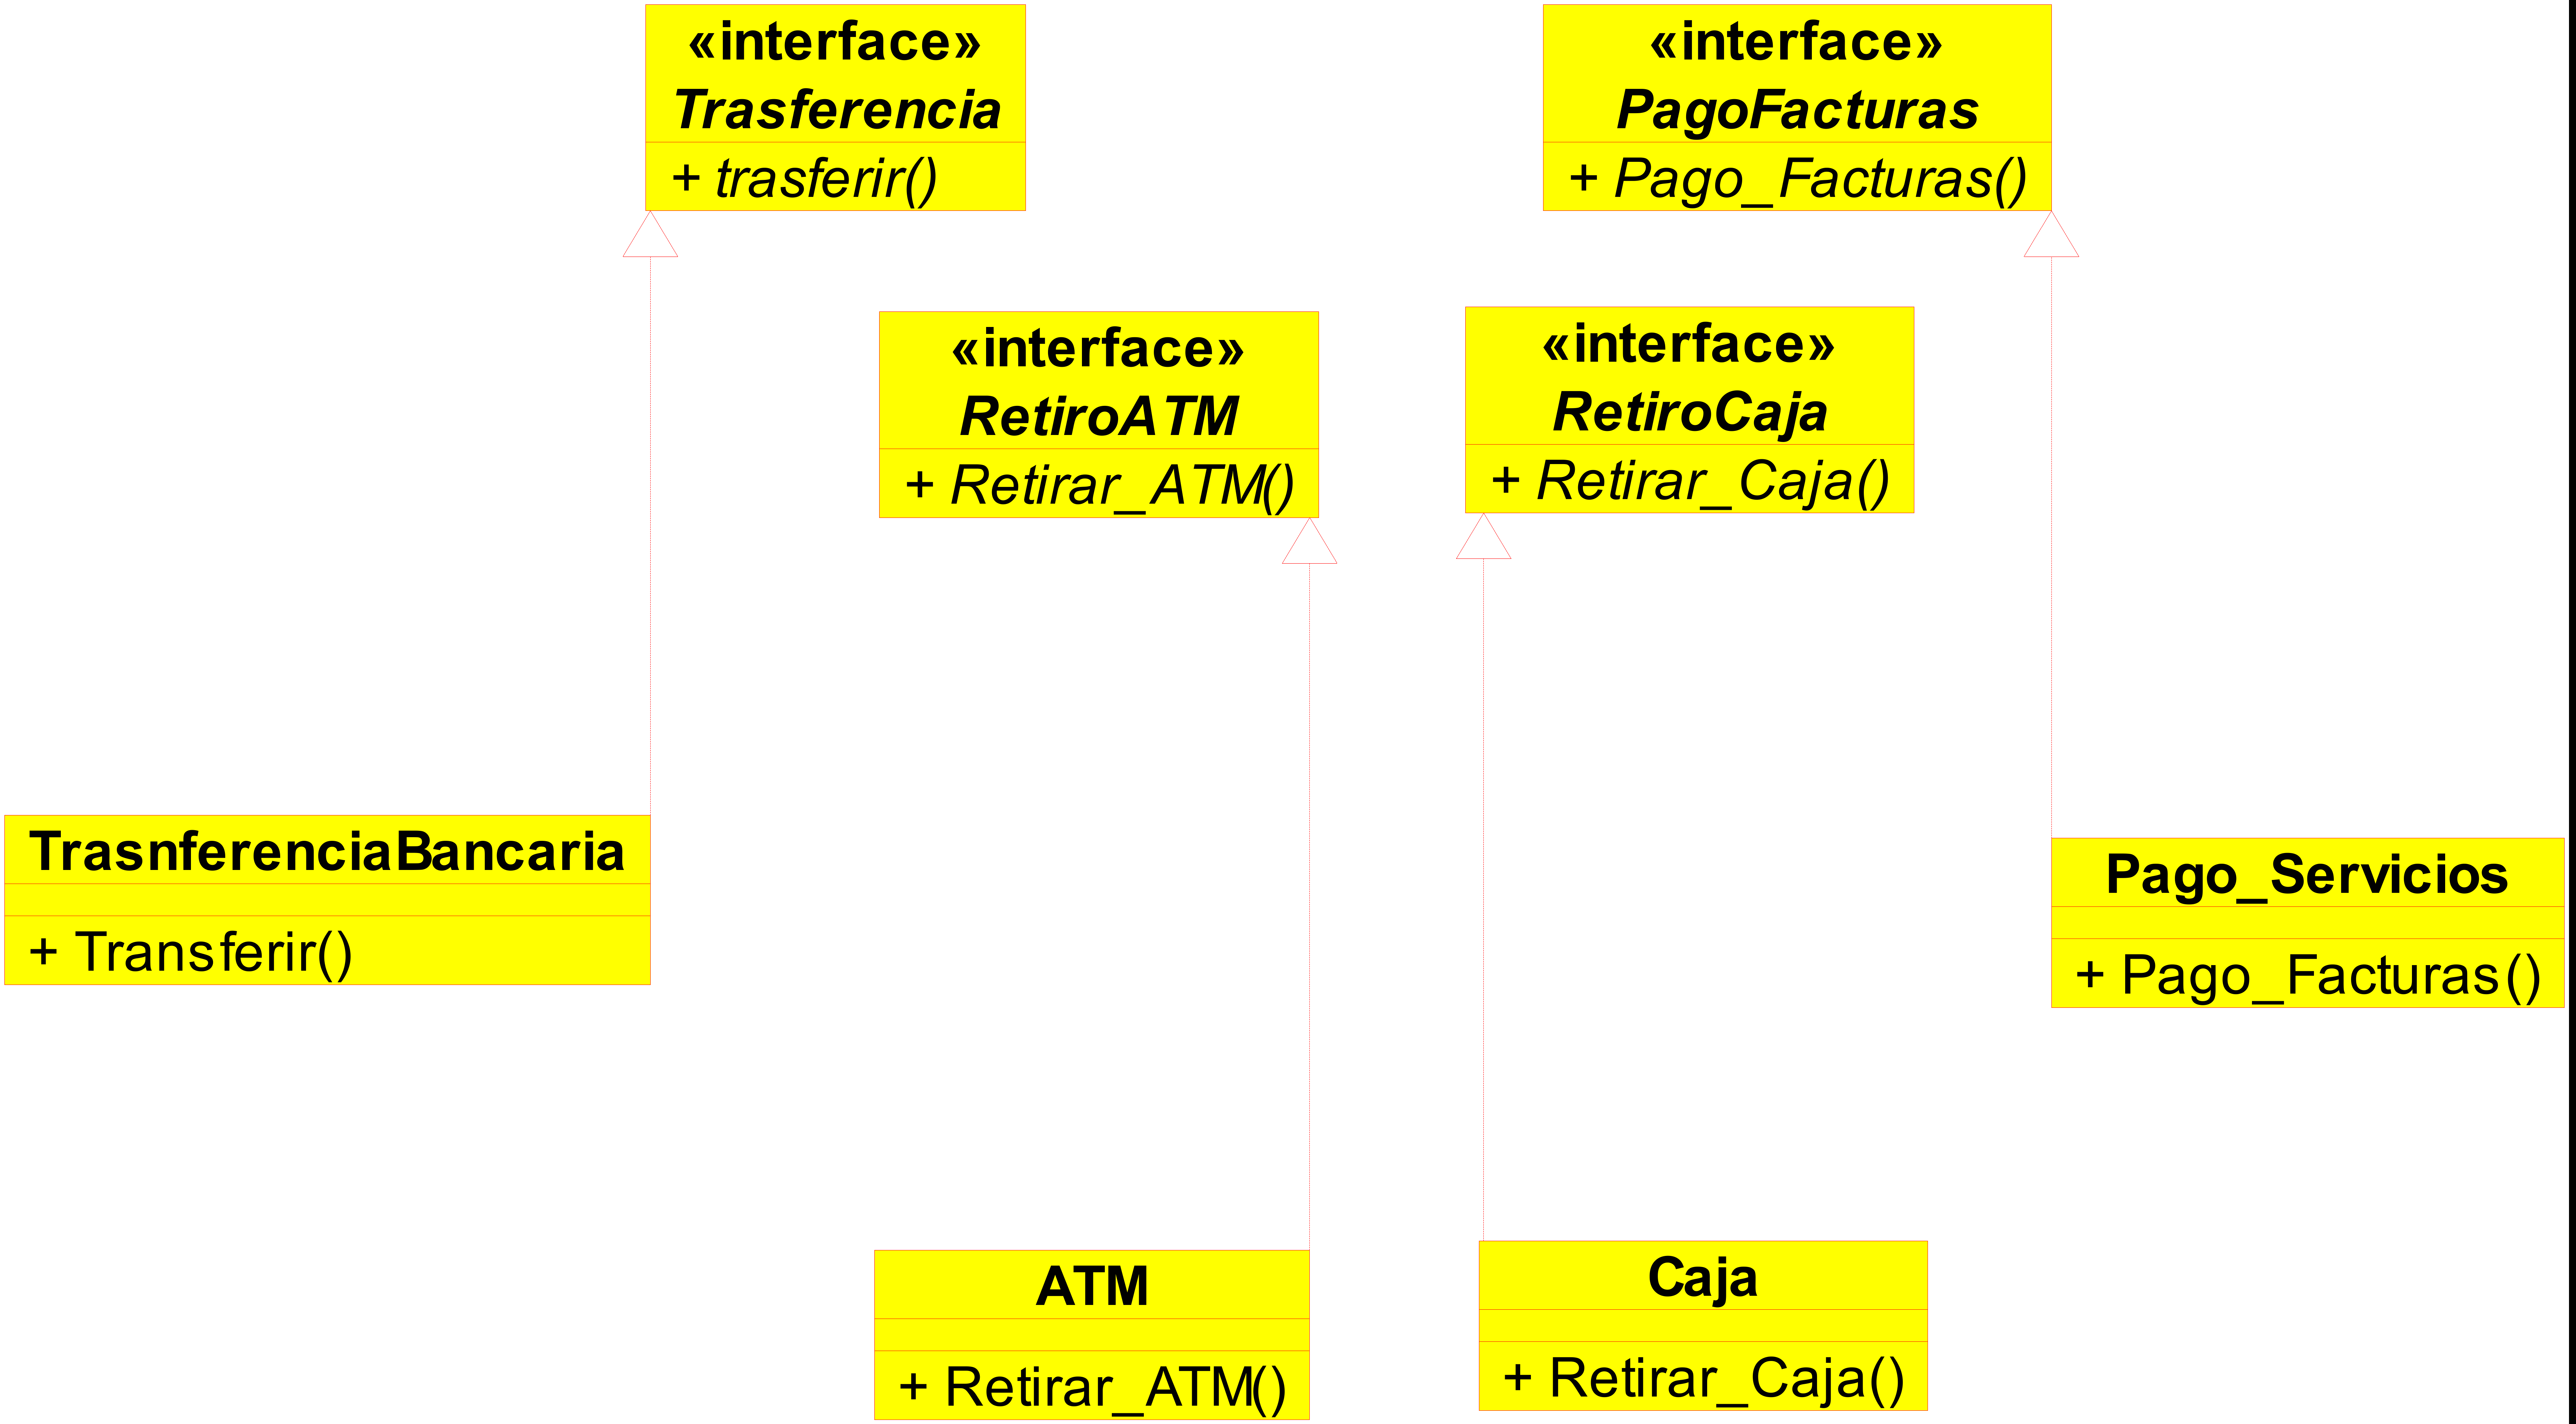 «interface»
Trasferencia
+ trasferir()
«interface»
PagoFacturas
+ Pago_Facturas()
«interface»
RetiroATM
+ Retirar_ATM()
«interface»
RetiroCaja
+ Retirar_Caja()
TrasnferenciaBancaria
+ Transferir()
Pago_Servicios
+ Pago_Facturas()
ATM
+ Retirar_ATM()
Caja
+ Retirar_Caja()